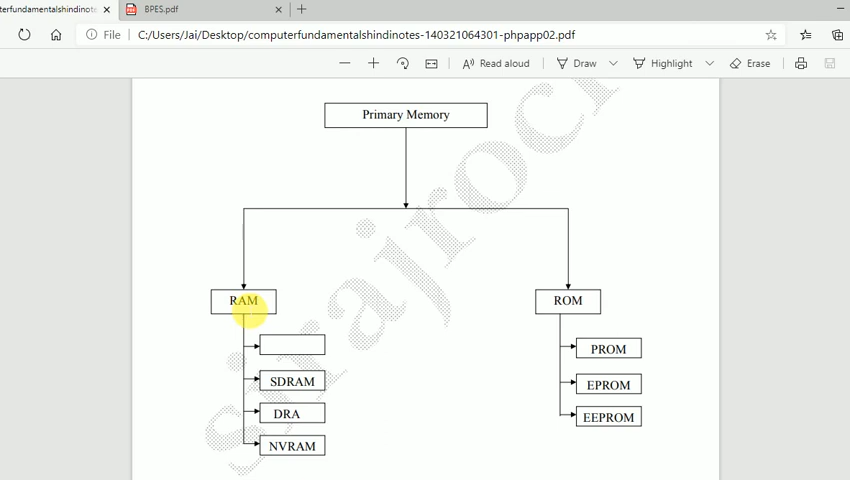 terfundamentalshindinote
BPES.pdf
File
C:/Users/Jai/Desktop/computerfundamentalshindinotes-140321064301-phpapp02.pdf
Read aloud
Draw
Highlight
Erase
Primary Memory
RAM
ROM
PROM
SDRAM
EPROM
DRA
EEPROM
NVRAM